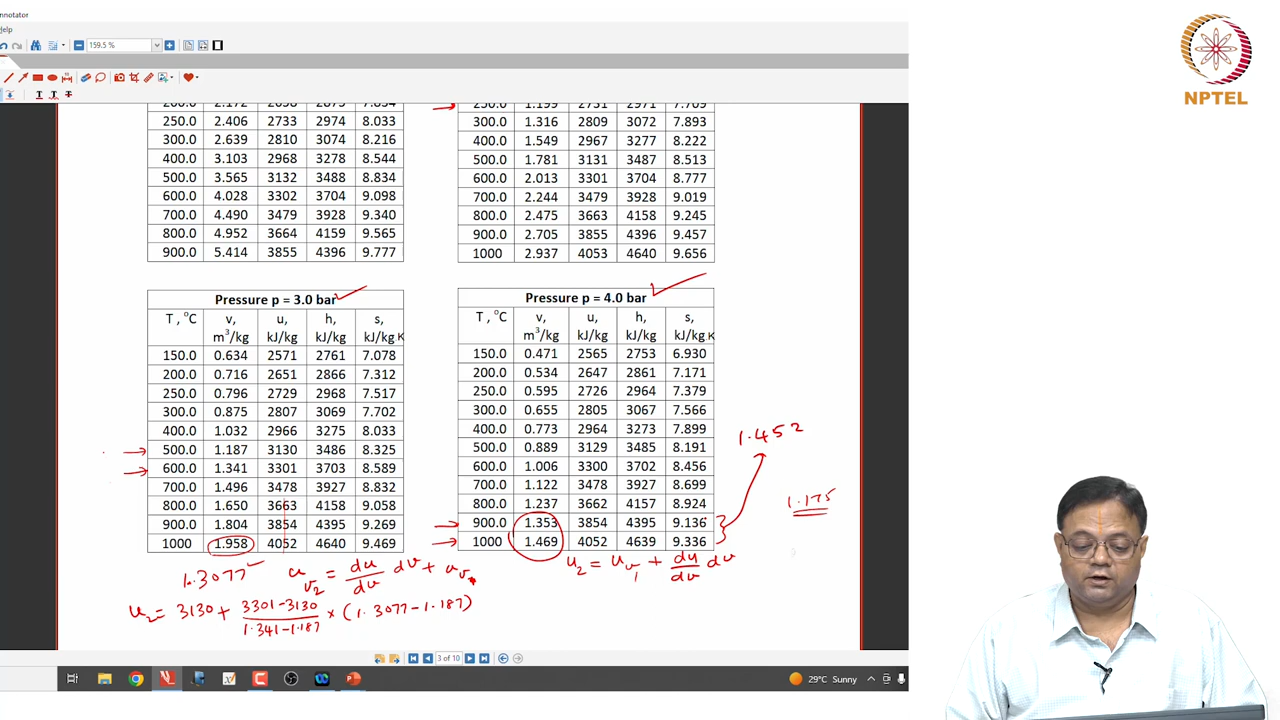 nnotator
Help
159.5 %
NPTEL
250.0 2.406 2733 2974 8.033
300.0 2.639 2810 3074 8.216
400.0 3.103 2968 3278 8.544
500.0 3.565 3132 3488 8.834
600.0 4.028 3302 3704 9.098
700.0 4.490 3479 3928 9.340
800.0 4.952 3664 4159 9.565
900.0 5.414 3855 4396 9.777
300.0 1.316 2809 3072 7.893
400.0 1.549 2967 3277 8.222
500.0 1.781 3131 3487 8.513
600.0 2.013 3301 3704 8.777
700.0 2.244 3479 3928 9.019
800.0 2.475 3663 4158 9.245
900.0 2.705 3855 4396 9.457
1000 2.937 4053 4640 9.656
Pressure p = 3.0 bar
T , °C v, u, h, s,
m³/kg kJ/kg kJ/kg kJ/kg K
150.0 0.634 2571 2761 7.078
200.0 0.716 2651 2866 7.312
250.0 0.796 2729 2968 7.517
300.0 0.875 2807 3069 7.702
400.0 1.032 2966 3275 8.033
500.0 1.187 3130 3486 8.325
600.0 1.341 3301 3703 8.589
700.0 1.496 3478 3927 8.832
800.0 1.650 3663 4158 9.058
900.0 1.804 3854 4395 9.269
1000 1.958 4052 4640 9.469
Pressure p = 4.0 bar
T , °C v, u, h, s,
m³/kg kJ/kg kJ/kg kJ/kg K
150.0 0.471 2565 2753 6.930
200.0 0.534 2647 2861 7.171
250.0 0.595 2726 2964 7.379
300.0 0.655 2805 3067 7.566
400.0 0.773 2964 3273 7.899
500.0 0.889 3129 3485 8.191
600.0 1.006 3300 3702 8.456
700.0 1.122 3478 3927 8.699
800.0 1.237 3662 4157 8.924
900.0 1.353 3854 4395 9.136
1000 1.469 4052 4639 9.336
1.452
1.175
1.3077
u v₂ = du/dv dv + u v₁
u₂ = u v₁ + du/dv dv
u₂ = 3130 + (3301-3130)/(1.341-1.187) × (1.3077-1.187)
3 of 10
29°C Sunny